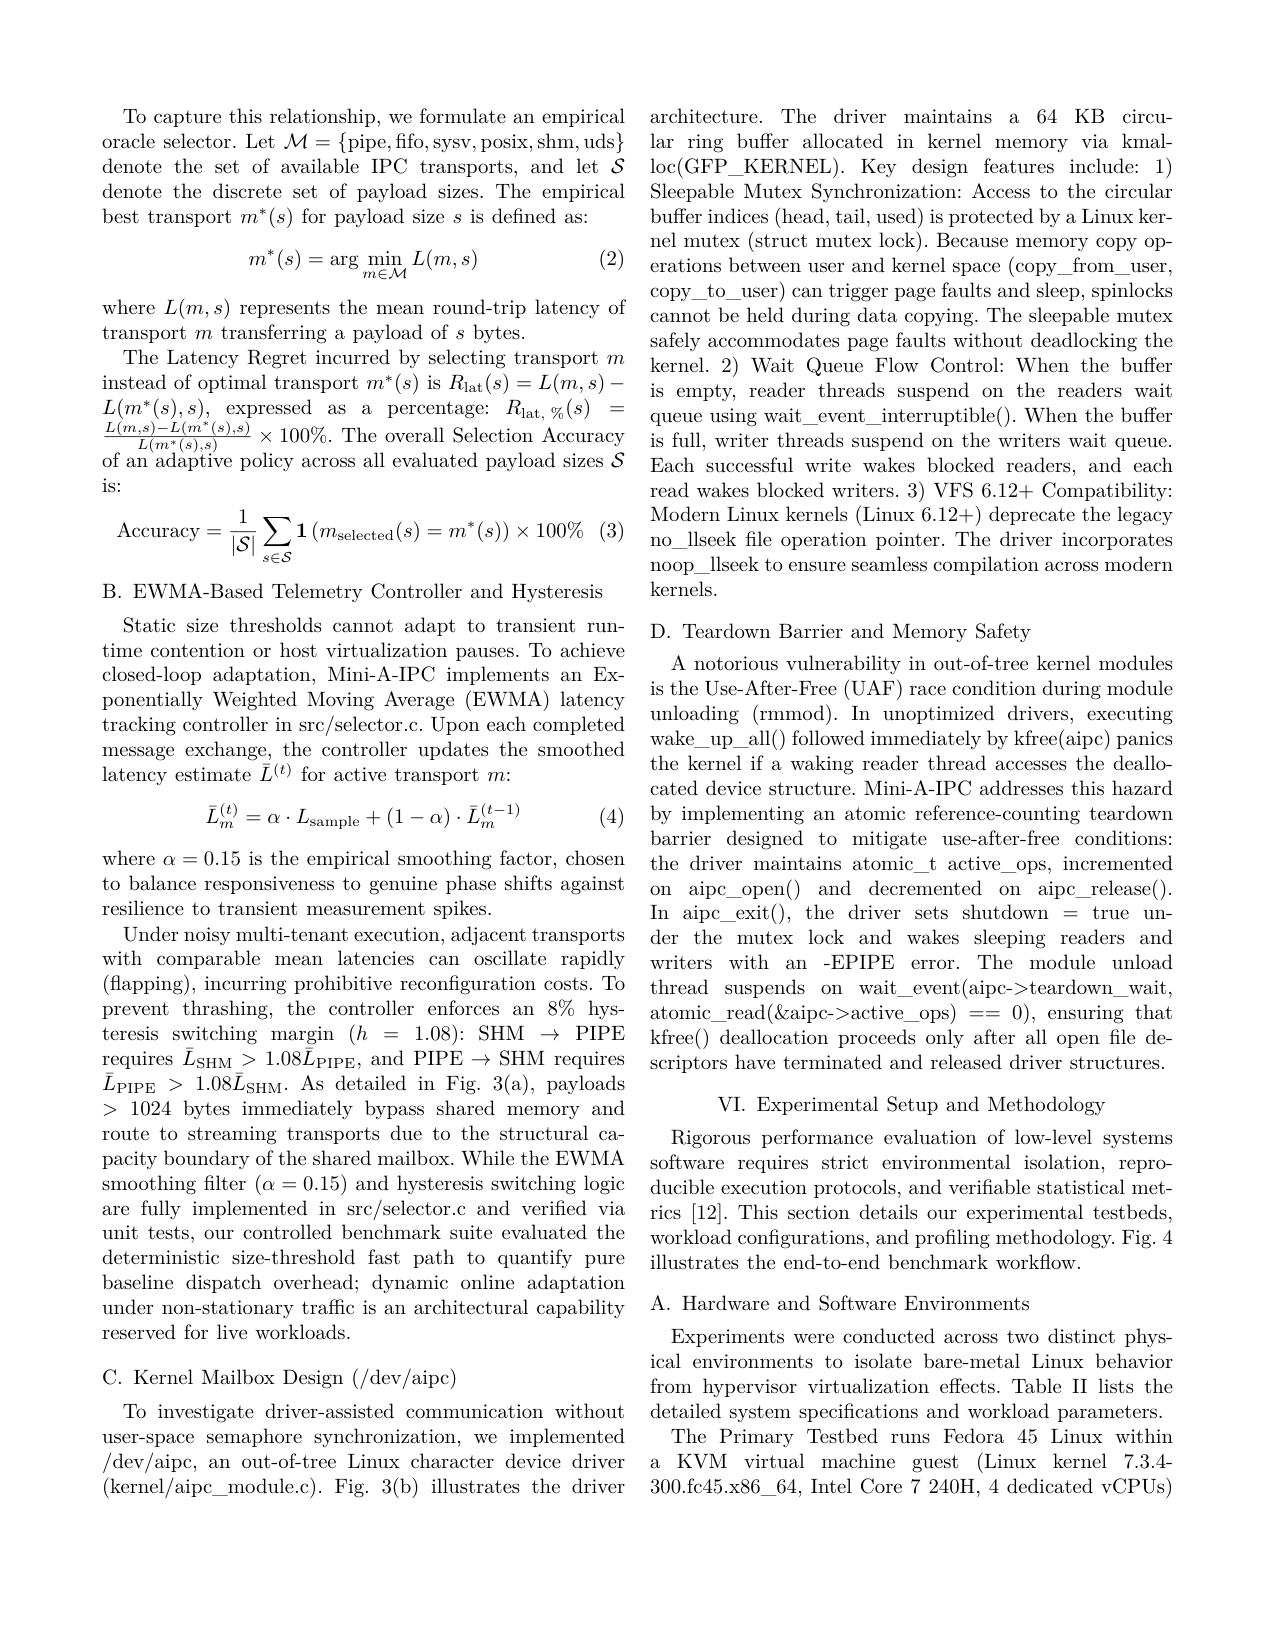 To capture this relationship, we formulate an empirical
oracle selector. Let ℳ = {pipe, fifo, sysv, posix, shm, uds}
denote the set of available IPC transports, and let 𝒮
denote the discrete set of payload sizes. The empirical
best transport m*(s) for payload size s is defined as:
m*(s) = arg min_{m∈ℳ} L(m, s) (2)
where L(m, s) represents the mean round-trip latency of
transport m transferring a payload of s bytes.
The Latency Regret incurred by selecting transport m
instead of optimal transport m*(s) is R_lat(s) = L(m, s) −
L(m*(s), s), expressed as a percentage: R_lat, %(s) =
(L(m,s)−L(m*(s),s))/(L(m*(s),s)) × 100%. The overall Selection Accuracy
of an adaptive policy across all evaluated payload sizes 𝒮
is:
Accuracy = 1/|𝒮| ∑_{s∈𝒮} 1 (m_selected(s) = m*(s)) × 100% (3)
B. EWMA-Based Telemetry Controller and Hysteresis
Static size thresholds cannot adapt to transient run-
time contention or host virtualization pauses. To achieve
closed-loop adaptation, Mini-A-IPC implements an Ex-
ponentially Weighted Moving Average (EWMA) latency
tracking controller in src/selector.c. Upon each completed
message exchange, the controller updates the smoothed
latency estimate L̄^(t) for active transport m:
L̄_m^(t) = α · L_sample + (1 − α) · L̄_m^(t−1) (4)
where α = 0.15 is the empirical smoothing factor, chosen
to balance responsiveness to genuine phase shifts against
resilience to transient measurement spikes.
Under noisy multi-tenant execution, adjacent transports
with comparable mean latencies can oscillate rapidly
(flapping), incurring prohibitive reconfiguration costs. To
prevent thrashing, the controller enforces an 8% hys-
teresis switching margin (h = 1.08): SHM → PIPE
requires L̄_SHM > 1.08L̄_PIPE, and PIPE → SHM requires
L̄_PIPE > 1.08L̄_SHM. As detailed in Fig. 3(a), payloads
> 1024 bytes immediately bypass shared memory and
route to streaming transports due to the structural ca-
pacity boundary of the shared mailbox. While the EWMA
smoothing filter (α = 0.15) and hysteresis switching logic
are fully implemented in src/selector.c and verified via
unit tests, our controlled benchmark suite evaluated the
deterministic size-threshold fast path to quantify pure
baseline dispatch overhead; dynamic online adaptation
under non-stationary traffic is an architectural capability
reserved for live workloads.
C. Kernel Mailbox Design (/dev/aipc)
To investigate driver-assisted communication without
user-space semaphore synchronization, we implemented
/dev/aipc, an out-of-tree Linux character device driver
(kernel/aipc_module.c). Fig. 3(b) illustrates the driver
architecture. The driver maintains a 64 KB circu-
lar ring buffer allocated in kernel memory via kmal-
loc(GFP_KERNEL). Key design features include: 1)
Sleepable Mutex Synchronization: Access to the circular
buffer indices (head, tail, used) is protected by a Linux ker-
nel mutex (struct mutex lock). Because memory copy op-
erations between user and kernel space (copy_from_user,
copy_to_user) can trigger page faults and sleep, spinlocks
cannot be held during data copying. The sleepable mutex
safely accommodates page faults without deadlocking the
kernel. 2) Wait Queue Flow Control: When the buffer
is empty, reader threads suspend on the readers wait
queue using wait_event_interruptible(). When the buffer
is full, writer threads suspend on the writers wait queue.
Each successful write wakes blocked readers, and each
read wakes blocked writers. 3) VFS 6.12+ Compatibility:
Modern Linux kernels (Linux 6.12+) deprecate the legacy
no_llseek file operation pointer. The driver incorporates
noop_llseek to ensure seamless compilation across modern
kernels.
D. Teardown Barrier and Memory Safety
A notorious vulnerability in out-of-tree kernel modules
is the Use-After-Free (UAF) race condition during module
unloading (rmmod). In unoptimized drivers, executing
wake_up_all() followed immediately by kfree(aipc) panics
the kernel if a waking reader thread accesses the deallo-
cated device structure. Mini-A-IPC addresses this hazard
by implementing an atomic reference-counting teardown
barrier designed to mitigate use-after-free conditions:
the driver maintains atomic_t active_ops, incremented
on aipc_open() and decremented on aipc_release().
In aipc_exit(), the driver sets shutdown = true un-
der the mutex lock and wakes sleeping readers and
writers with an -EPIPE error. The module unload
thread suspends on wait_event(aipc->teardown_wait,
atomic_read(&aipc->active_ops) == 0), ensuring that
kfree() deallocation proceeds only after all open file de-
scriptors have terminated and released driver structures.
VI. Experimental Setup and Methodology
Rigorous performance evaluation of low-level systems
software requires strict environmental isolation, repro-
ducible execution protocols, and verifiable statistical met-
rics [12]. This section details our experimental testbeds,
workload configurations, and profiling methodology. Fig. 4
illustrates the end-to-end benchmark workflow.
A. Hardware and Software Environments
Experiments were conducted across two distinct phys-
ical environments to isolate bare-metal Linux behavior
from hypervisor virtualization effects. Table II lists the
detailed system specifications and workload parameters.
The Primary Testbed runs Fedora 45 Linux within
a KVM virtual machine guest (Linux kernel 7.3.4-
300.fc45.x86_64, Intel Core 7 240H, 4 dedicated vCPUs)